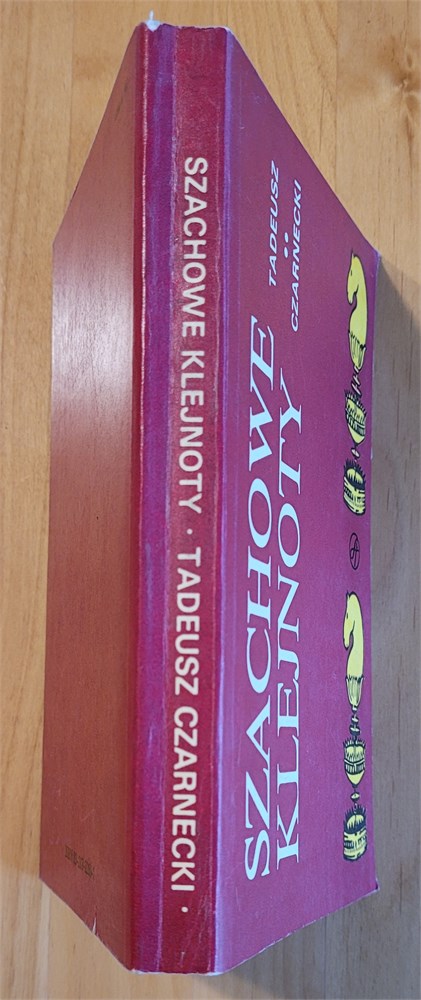 SZACHOWE KLEJNOTY · TADEUSZ CZARNECKI ·
TADEUSZ
CZARNECKI
SZACHOWE
KLEJNOTY